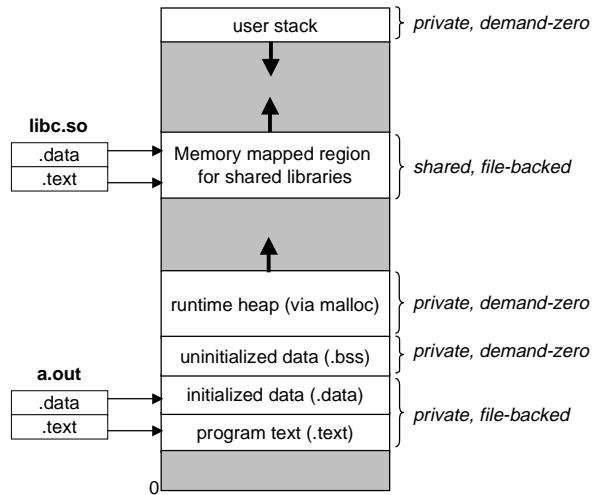 user stack
private, demand-zero
libc.so
.data
.text
Memory mapped region
for shared libraries
shared, file-backed
runtime heap (via malloc)
private, demand-zero
uninitialized data (.bss)
private, demand-zero
a.out
.data
.text
initialized data (.data)
program text (.text)
private, file-backed
0